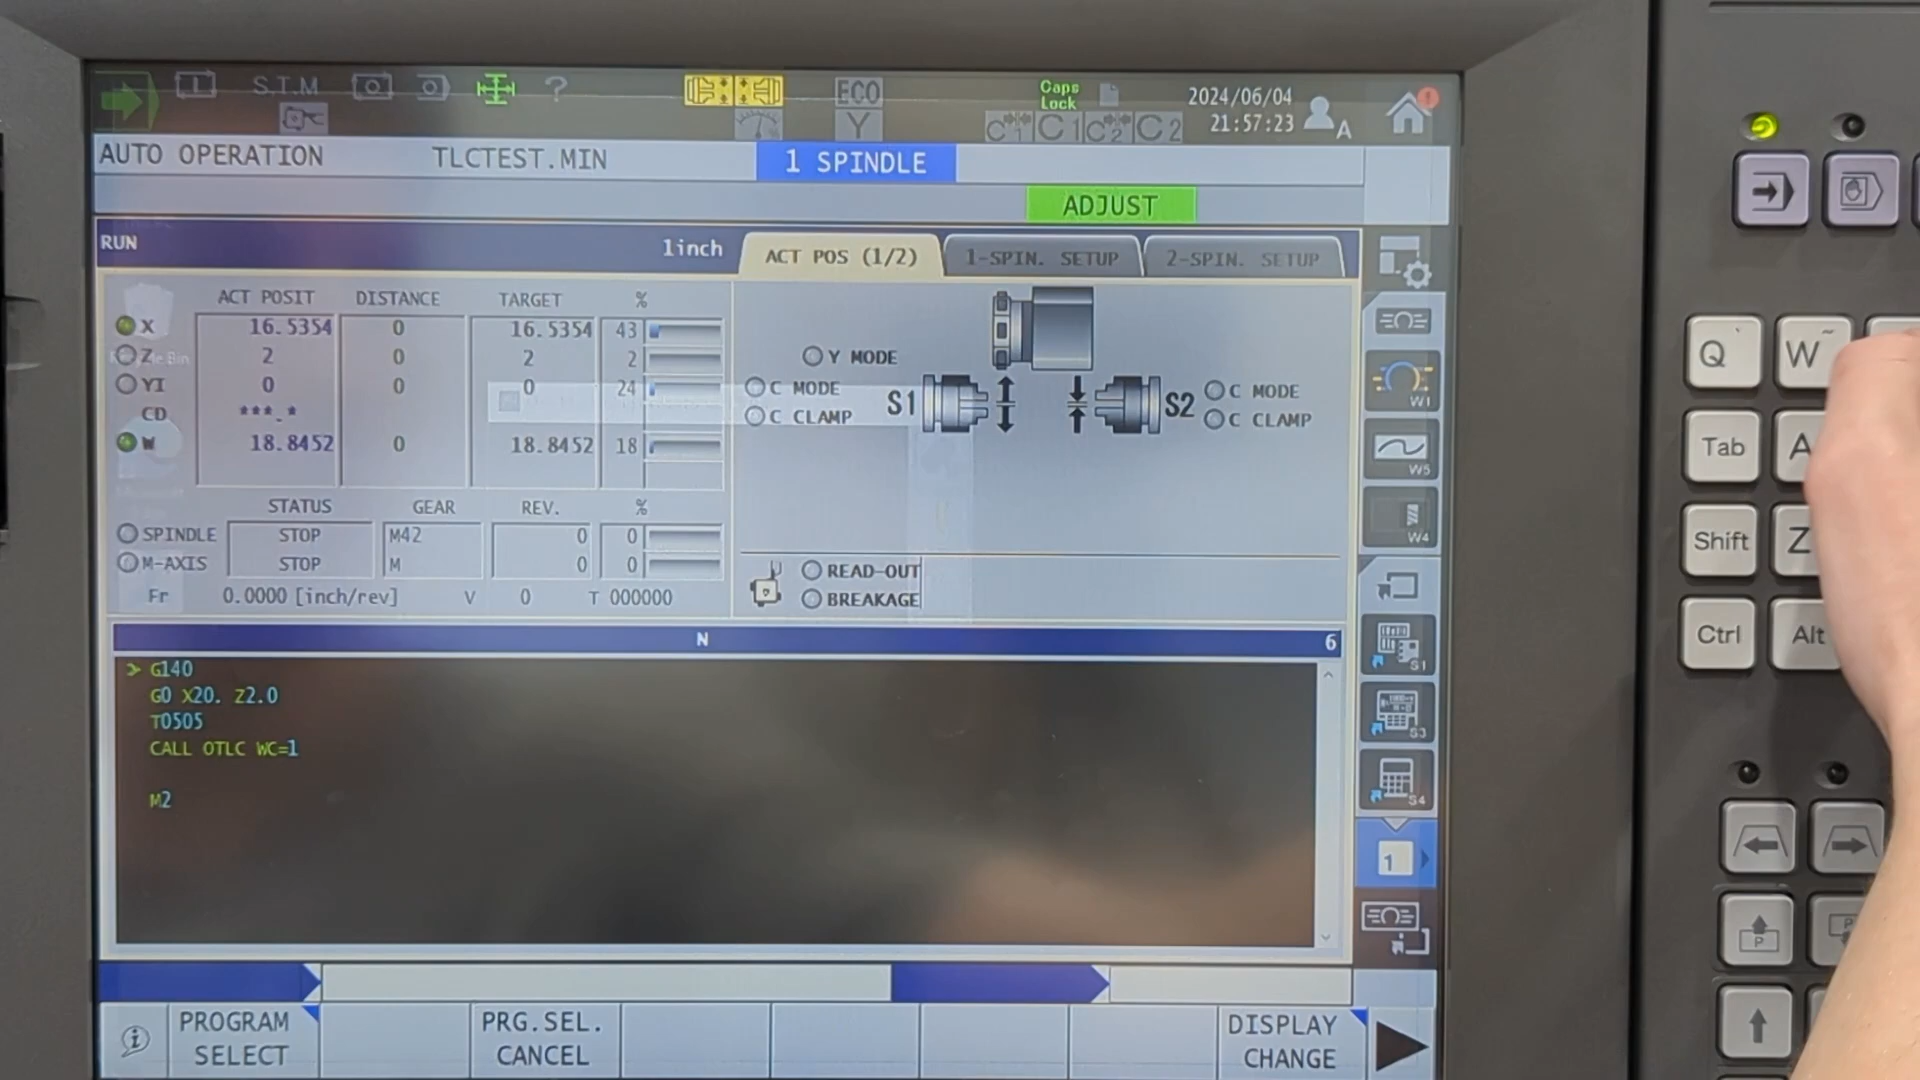 S.T.M
?
ECO
Y
Caps
Lock
C1 C1 C2 C2
2024/06/04
21:57:23
A
AUTO OPERATION
TLCTEST.MIN
1 SPINDLE
ADJUST
RUN
1inch
ACT POS (1/2)
1-SPIN. SETUP
2-SPIN. SETUP
ACT POSIT DISTANCE TARGET %
X 16.5354 0 16.5354 43
Z 2 0 2 2
YI 0 0 0 24
CD ***.*
W 18.8452 0 18.8452 18
STATUS GEAR REV. %
SPINDLE STOP M42 0 0
M-AXIS STOP M 0 0
Fr 0.0000 [inch/rev] V 0 T 000000
Y MODE
C MODE
C CLAMP
S1
S2
C MODE
C CLAMP
READ-OUT
BREAKAGE
N 6
> G140
G0 X20. Z2.0
T0505
CALL OTLC WC=1
M2
W1
W5
W4
S1
S3
S4
1
PROGRAM
SELECT
PRG.SEL.
CANCEL
DISPLAY
CHANGE
Q
W
Tab
A
Shift
Z
Ctrl
Alt
P
P